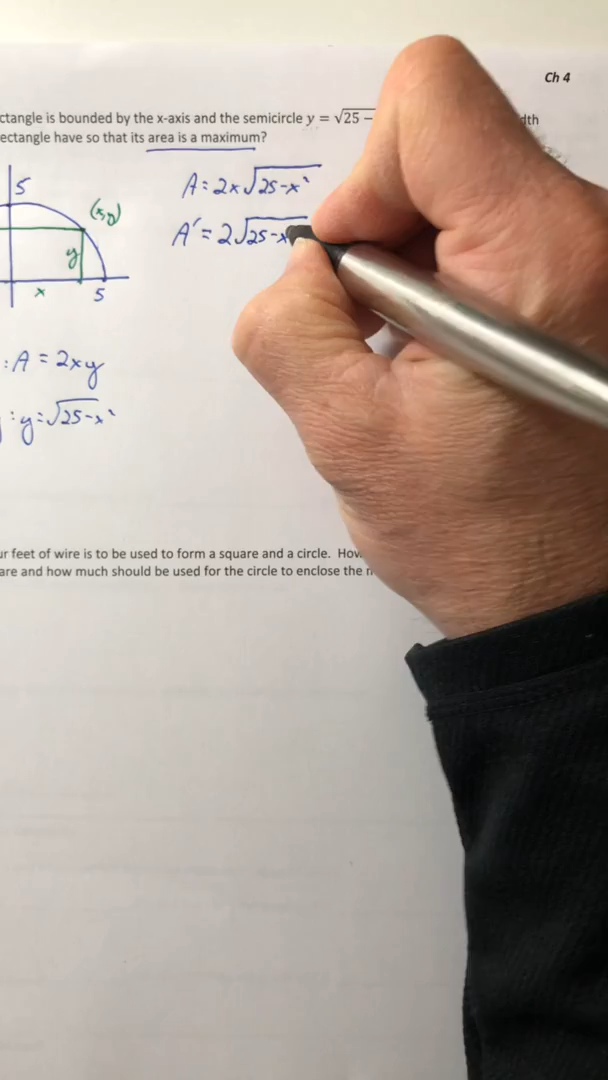 Ch 4
ctangle is bounded by the x-axis and the semicircle y = √25 −
ectangle have so that its area is a maximum?
5
(x,y)
y
x
5
A = 2x√25-x²
A' = 2√25-x
: A = 2xy
: y = √25-x²
ur feet of wire is to be used to form a square and a circle. How
are and how much should be used for the circle to enclose the